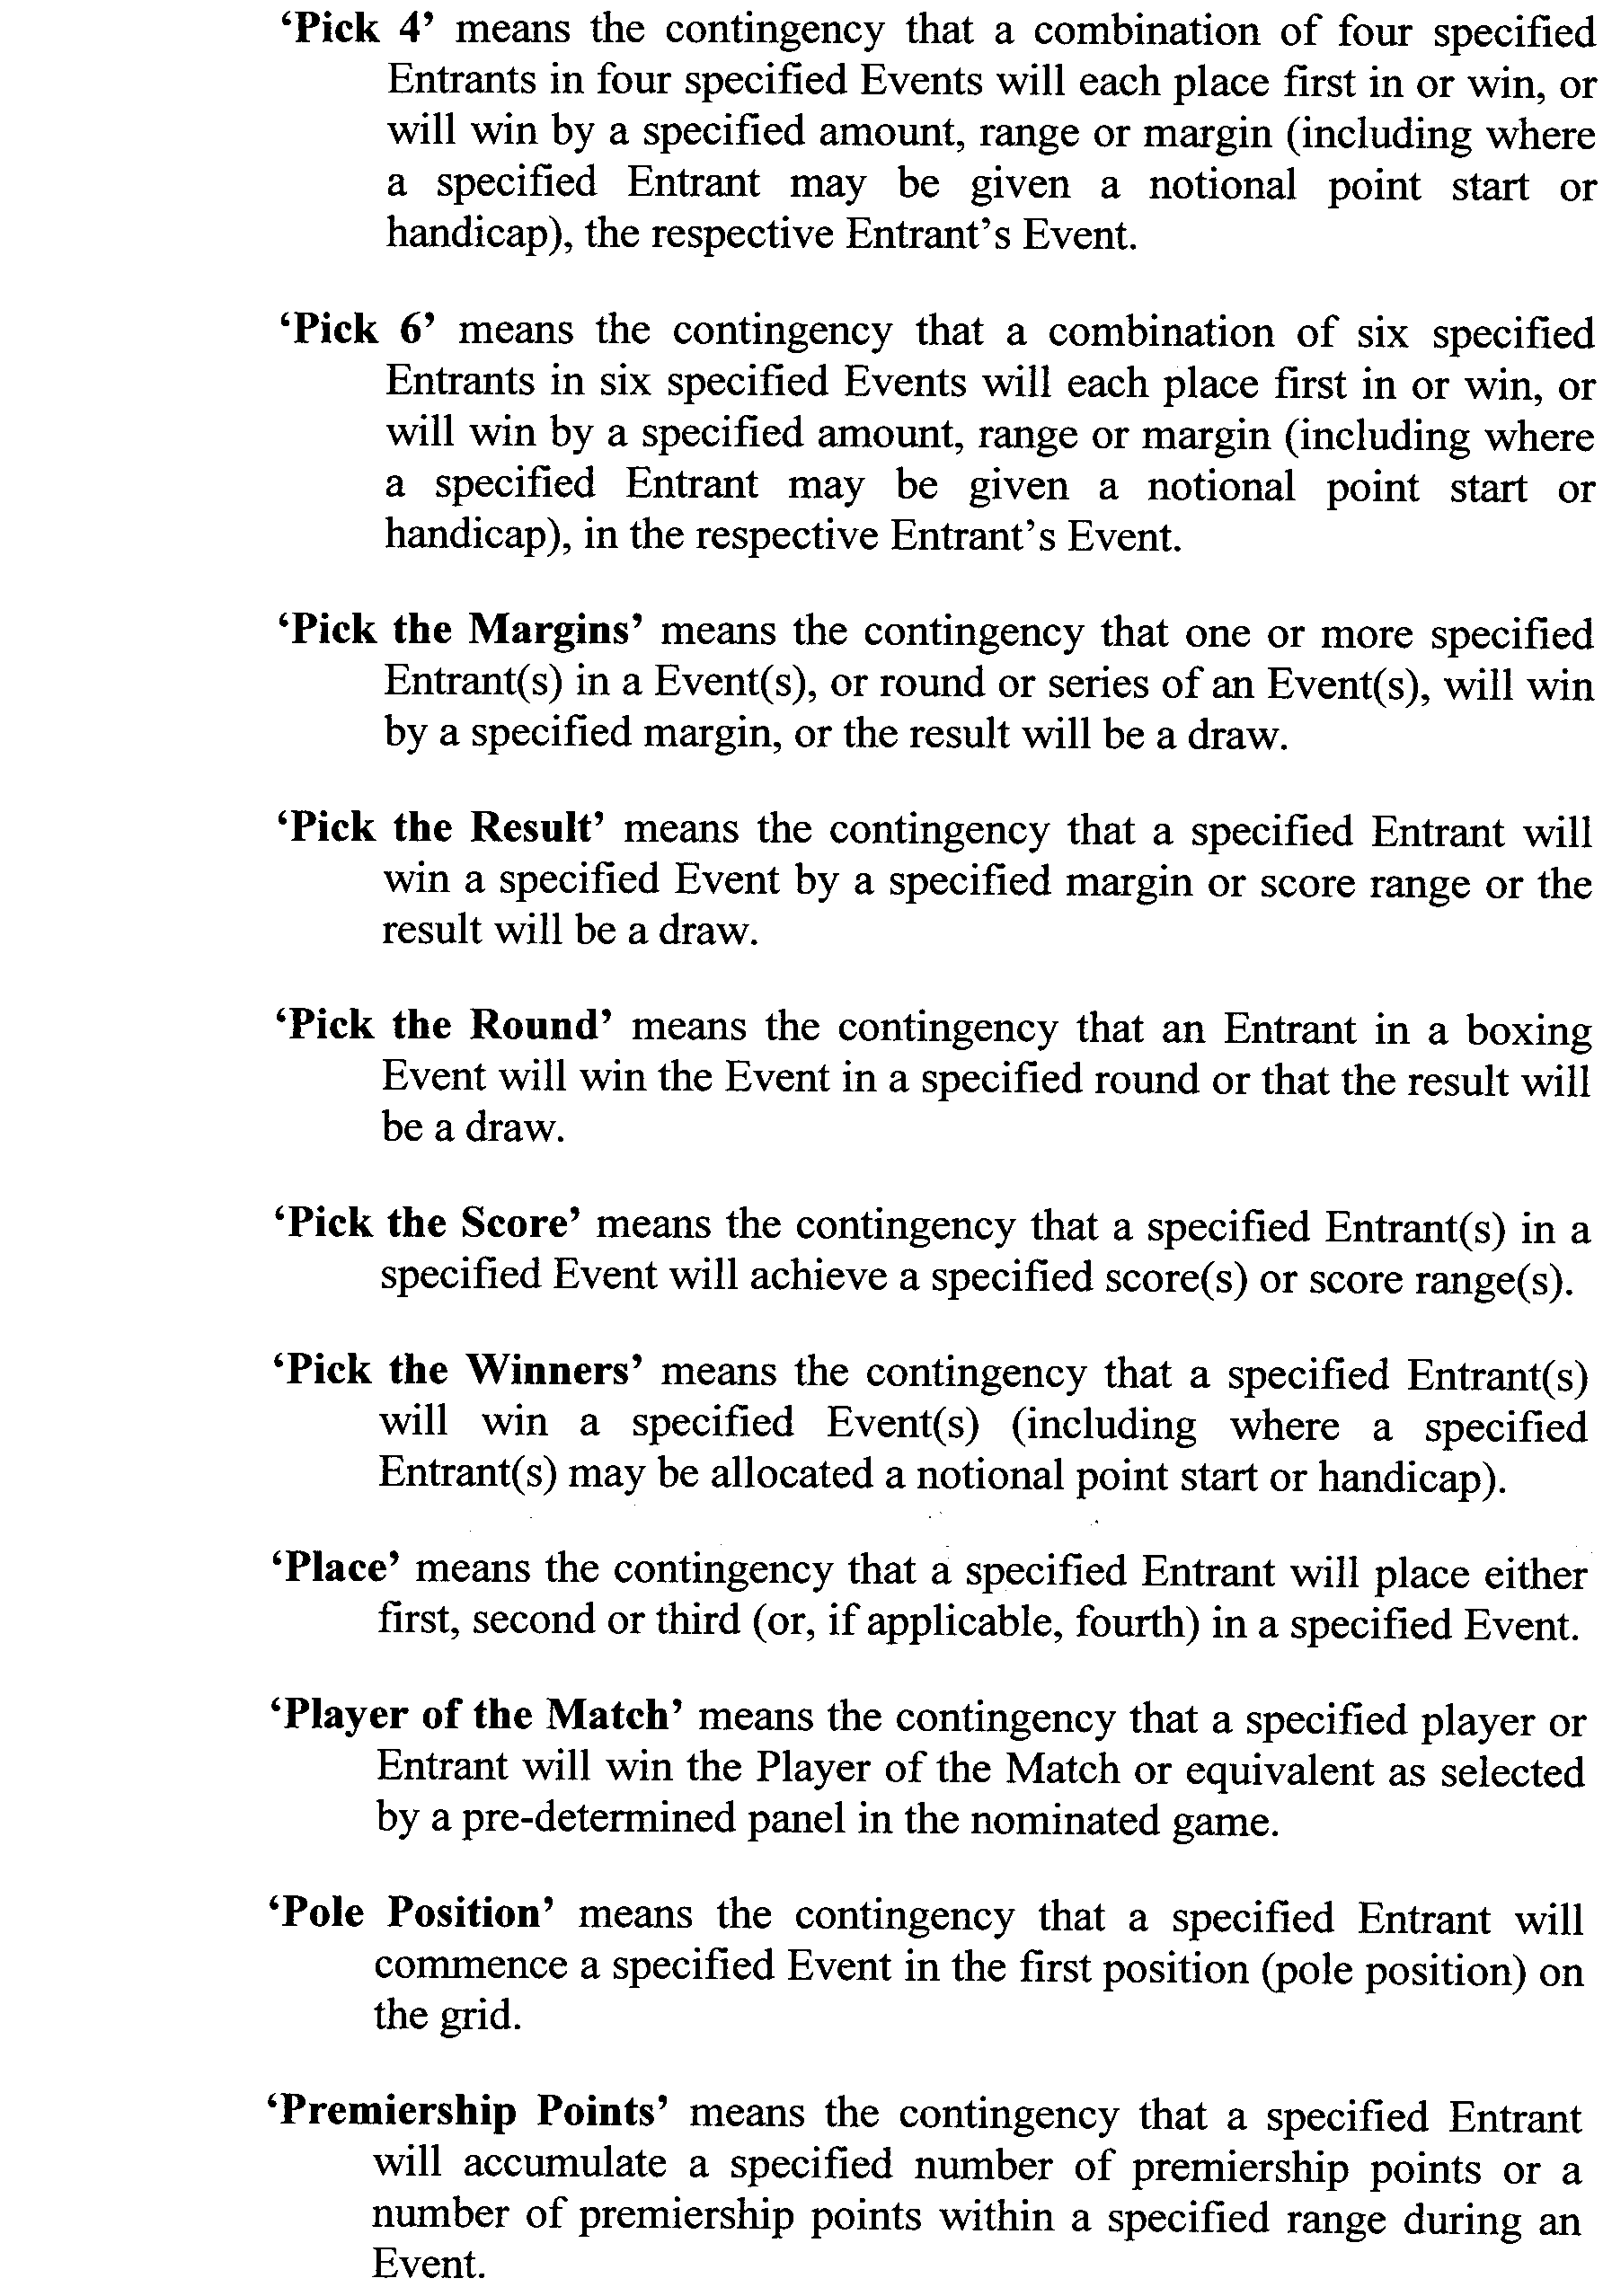 ‘Pick 4’ means the contingency that a combination of four specified
Entrants in four specified Events will each place first in or win, or
will win by a specified amount, range or margin (including where
a specified Entrant may be given a notional point start or
handicap), the respective Entrant’s Event.
‘Pick 6’ means the contingency that a combination of six specified
Entrants in six specified Events will each place first in or win, or
will win by a specified amount, range or margin (including where
a specified Entrant may be given a notional point start or
handicap), in the respective Entrant’s Event.
‘Pick the Margins’ means the contingency that one or more specified
Entrant(s) in a Event(s), or round or series of an Event(s), will win
by a specified margin, or the result will be a draw.
‘Pick the Result’ means the contingency that a specified Entrant will
win a specified Event by a specified margin or score range or the
result will be a draw.
‘Pick the Round’ means the contingency that an Entrant in a boxing
Event will win the Event in a specified round or that the result will
be a draw.
‘Pick the Score’ means the contingency that a specified Entrant(s) in a
specified Event will achieve a specified score(s) or score range(s).
‘Pick the Winners’ means the contingency that a specified Entrant(s)
will win a specified Event(s) (including where a specified
Entrant(s) may be allocated a notional point start or handicap).
‘Place’ means the contingency that a specified Entrant will place either
first, second or third (or, if applicable, fourth) in a specified Event.
‘Player of the Match’ means the contingency that a specified player or
Entrant will win the Player of the Match or equivalent as selected
by a pre-determined panel in the nominated game.
‘Pole Position’ means the contingency that a specified Entrant will
commence a specified Event in the first position (pole position) on
the grid.
‘Premiership Points’ means the contingency that a specified Entrant
will accumulate a specified number of premiership points or a
number of premiership points within a specified range during an
Event.